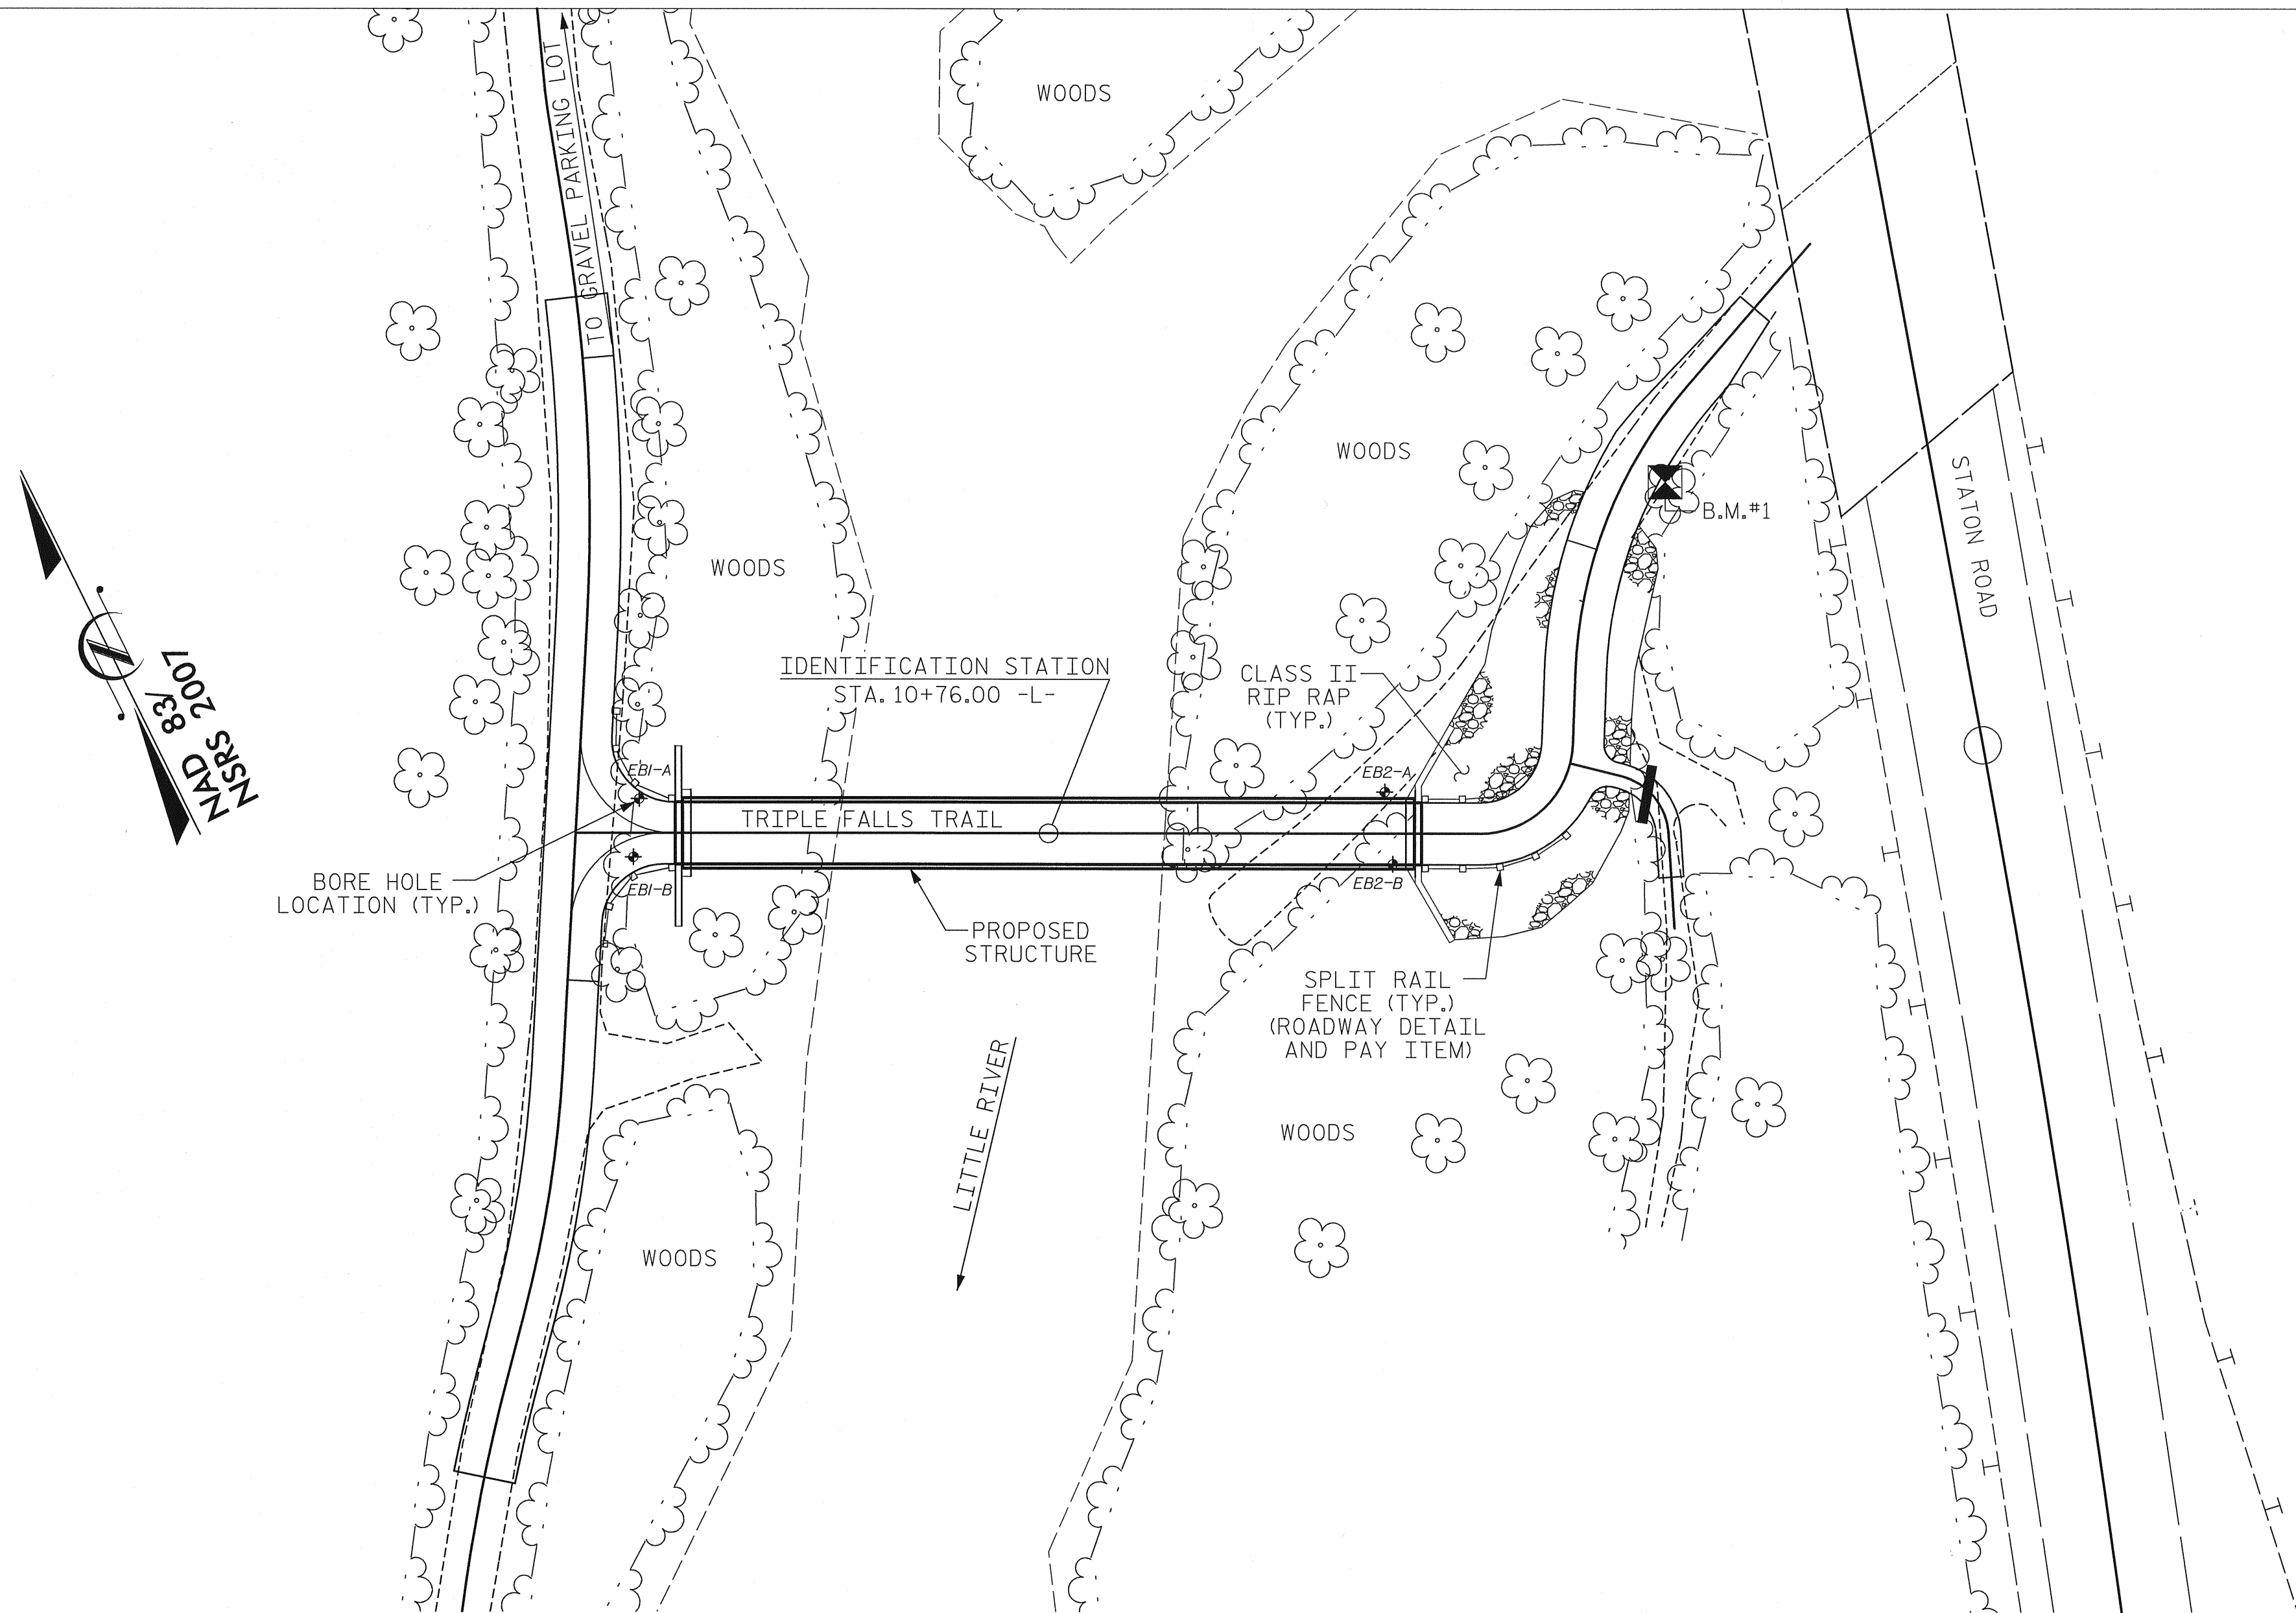 WOODS
TO GRAVEL PARKING LOT
WOODS
STATON ROAD
B.M.#1
WOODS
NAD 83/
NSRS 2007
IDENTIFICATION STATION
STA. 10+76.00 -L-
CLASS II
RIP RAP
(TYP.)
EB1-A
EB2-A
TRIPLE FALLS TRAIL
BORE HOLE
LOCATION (TYP.)
EB1-B
EB2-B
PROPOSED
STRUCTURE
SPLIT RAIL
FENCE (TYP.)
(ROADWAY DETAIL
AND PAY ITEM)
LITTLE RIVER
WOODS
WOODS